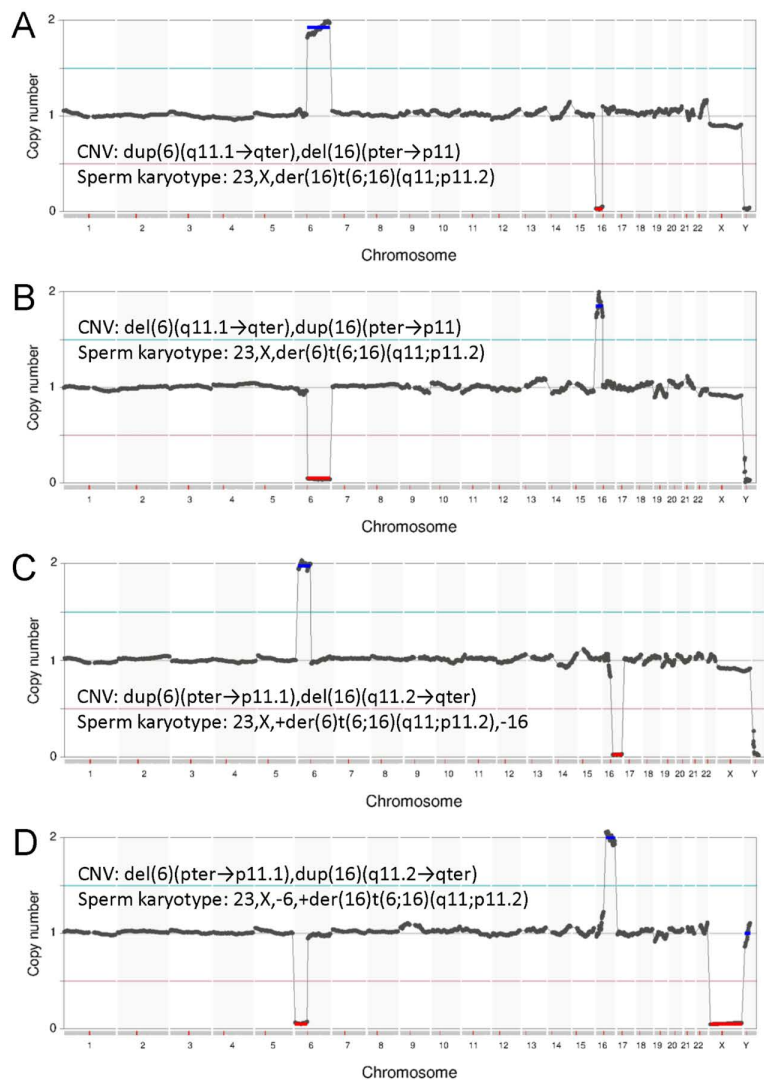 A
2
CNV: dup(6)(q11.1→qter),del(16)(pter→p11)
Sperm karyotype: 23,X,der(16)t(6;16)(q11;p11.2)
1
0
Copy number
1 2 3 4 5 6 7 8 9 10 11 12 13 14 15 16 17 18 19 20 21 22 X Y
Chromosome
B
2
CNV: del(6)(q11.1→qter),dup(16)(pter→p11)
Sperm karyotype: 23,X,der(6)t(6;16)(q11;p11.2)
1
0
Copy number
1 2 3 4 5 6 7 8 9 10 11 12 13 14 15 16 17 18 19 20 21 22 X Y
Chromosome
C
2
1
CNV: dup(6)(pter→p11.1),del(16)(q11.2→qter)
Sperm karyotype: 23,X,+der(6)t(6;16)(q11;p11.2),-16
0
Copy number
1 2 3 4 5 6 7 8 9 10 11 12 13 14 15 16 17 18 19 20 21 22 X Y
Chromosome
D
2
CNV: del(6)(pter→p11.1),dup(16)(q11.2→qter)
Sperm karyotype: 23,X,-6,+der(16)t(6;16)(q11;p11.2)
1
0
Copy number
1 2 3 4 5 6 7 8 9 10 11 12 13 14 15 16 17 18 19 20 21 22 X Y
Chromosome